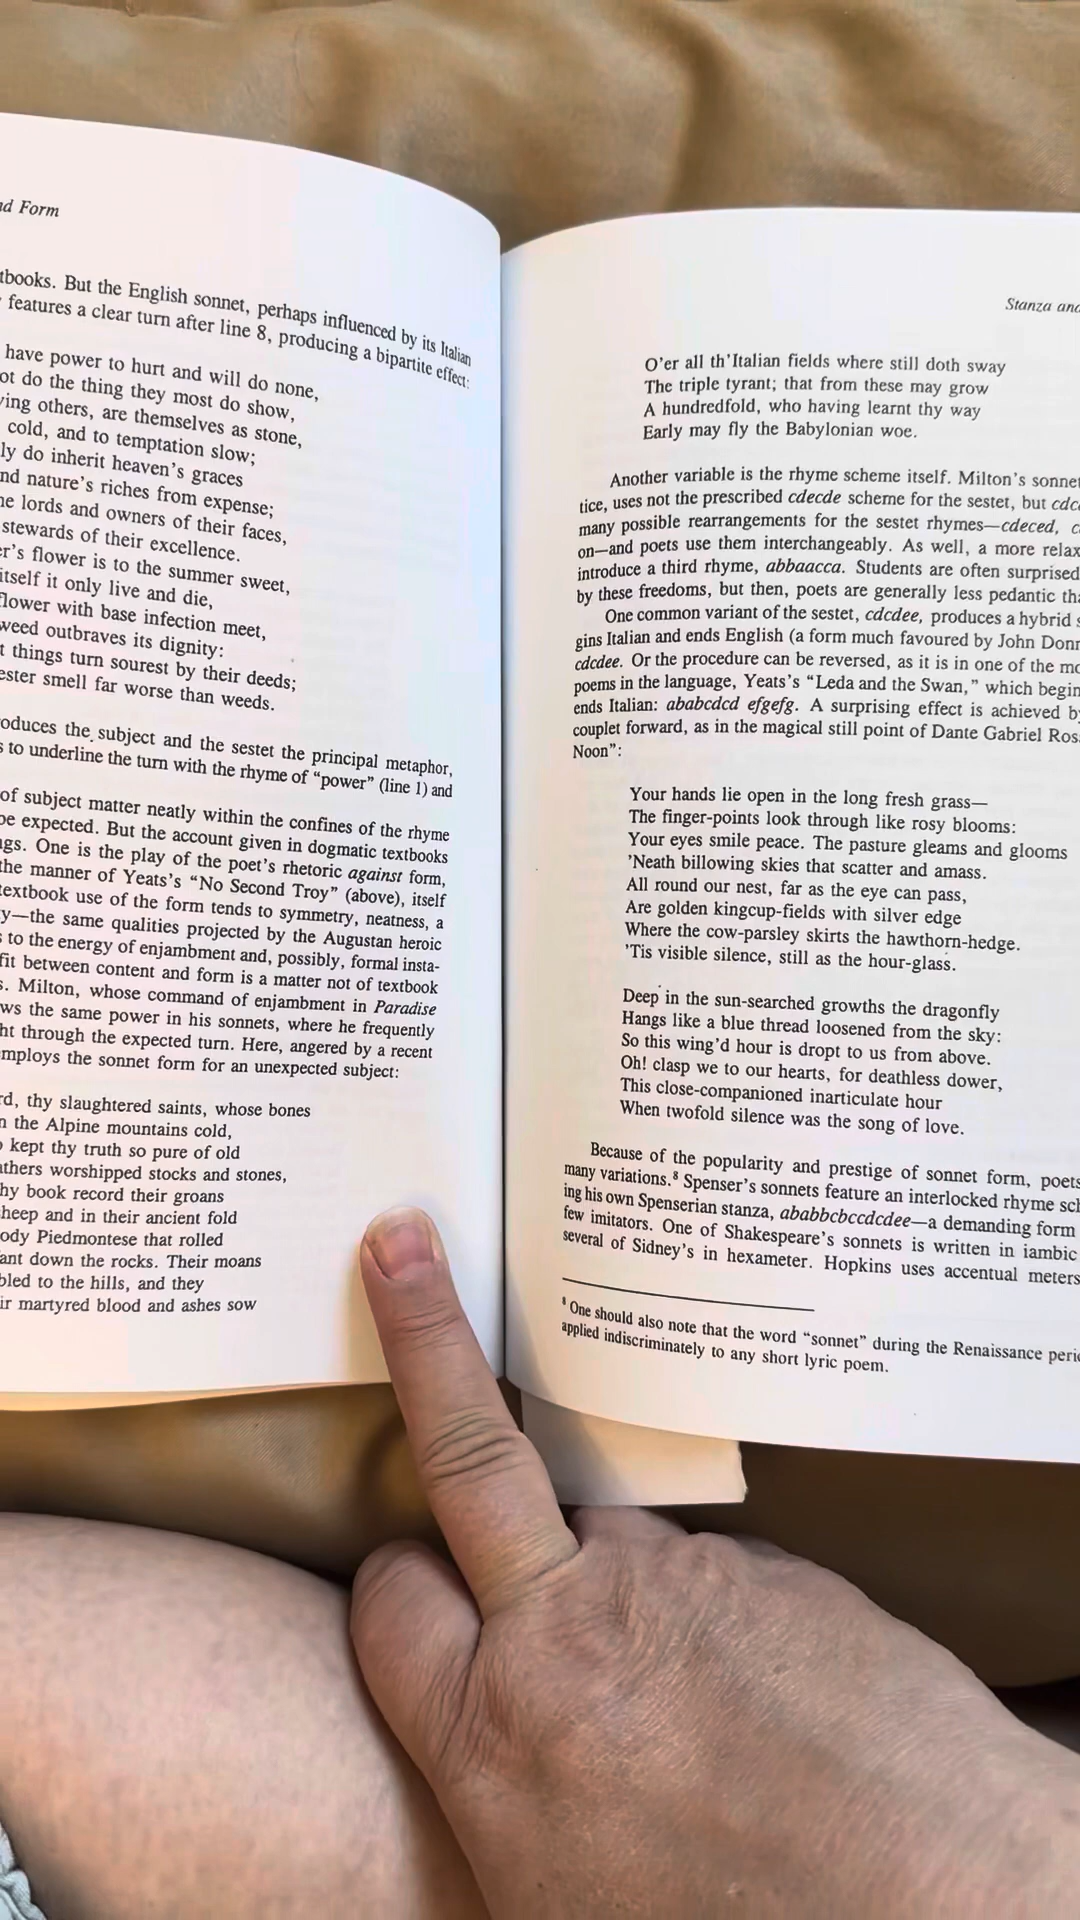 nd Form
tbooks. But the English sonnet, perhaps influenced by its Italian
features a clear turn after line 8, producing a bipartite effect:
have power to hurt and will do none,
ot do the thing they most do show,
ving others, are themselves as stone,
cold, and to temptation slow;
ly do inherit heaven's graces
nd nature's riches from expense;
he lords and owners of their faces,
stewards of their excellence.
er's flower is to the summer sweet,
itself it only live and die,
flower with base infection meet,
weed outbraves its dignity:
t things turn sourest by their deeds;
ester smell far worse than weeds.
roduces the subject and the sestet the principal metaphor,
s to underline the turn with the rhyme of “power” (line 1) and
of subject matter neatly within the confines of the rhyme
be expected. But the account given in dogmatic textbooks
ngs. One is the play of the poet's rhetoric against form,
the manner of Yeats's “No Second Troy” (above), itself
textbook use of the form tends to symmetry, neatness, a
y—the same qualities projected by the Augustan heroic
s to the energy of enjambment and, possibly, formal insta-
fit between content and form is a matter not of textbook
s. Milton, whose command of enjambment in Paradise
ws the same power in his sonnets, where he frequently
ht through the expected turn. Here, angered by a recent
mploys the sonnet form for an unexpected subject:
rd, thy slaughtered saints, whose bones
n the Alpine mountains cold,
o kept thy truth so pure of old
athers worshipped stocks and stones,
hy book record their groans
heep and in their ancient fold
ody Piedmontese that rolled
fant down the rocks. Their moans
bled to the hills, and they
ir martyred blood and ashes sow
Stanza and
O'er all th'Italian fields where still doth sway
The triple tyrant; that from these may grow
A hundredfold, who having learnt thy way
Early may fly the Babylonian woe.
Another variable is the rhyme scheme itself. Milton's sonnet
tice, uses not the prescribed cdecde scheme for the sestet, but cdc
many possible rearrangements for the sestet rhymes—cdeced, c
on—and poets use them interchangeably. As well, a more relax
introduce a third rhyme, abbaacca. Students are often surprised
by these freedoms, but then, poets are generally less pedantic tha
One common variant of the sestet, cdcdee, produces a hybrid s
gins Italian and ends English (a form much favoured by John Donn
cdcdee. Or the procedure can be reversed, as it is in one of the mo
poems in the language, Yeats's “Leda and the Swan,” which begin
ends Italian: ababcdcd efgefg. A surprising effect is achieved by
couplet forward, as in the magical still point of Dante Gabriel Ros
Noon”:
Your hands lie open in the long fresh grass—
The finger-points look through like rosy blooms:
Your eyes smile peace. The pasture gleams and glooms
'Neath billowing skies that scatter and amass.
All round our nest, far as the eye can pass,
Are golden kingcup-fields with silver edge
Where the cow-parsley skirts the hawthorn-hedge.
'Tis visible silence, still as the hour-glass.
Deep in the sun-searched growths the dragonfly
Hangs like a blue thread loosened from the sky:
So this wing'd hour is dropt to us from above.
Oh! clasp we to our hearts, for deathless dower,
This close-companioned inarticulate hour
When twofold silence was the song of love.
Because of the popularity and prestige of sonnet form, poets
many variations.⁸ Spenser's sonnets feature an interlocked rhyme sch
ing his own Spenserian stanza, ababbcbccdcdee—a demanding form
few imitators. One of Shakespeare's sonnets is written in iambic
several of Sidney's in hexameter. Hopkins uses accentual meters
⁸ One should also note that the word “sonnet” during the Renaissance perio
applied indiscriminately to any short lyric poem.